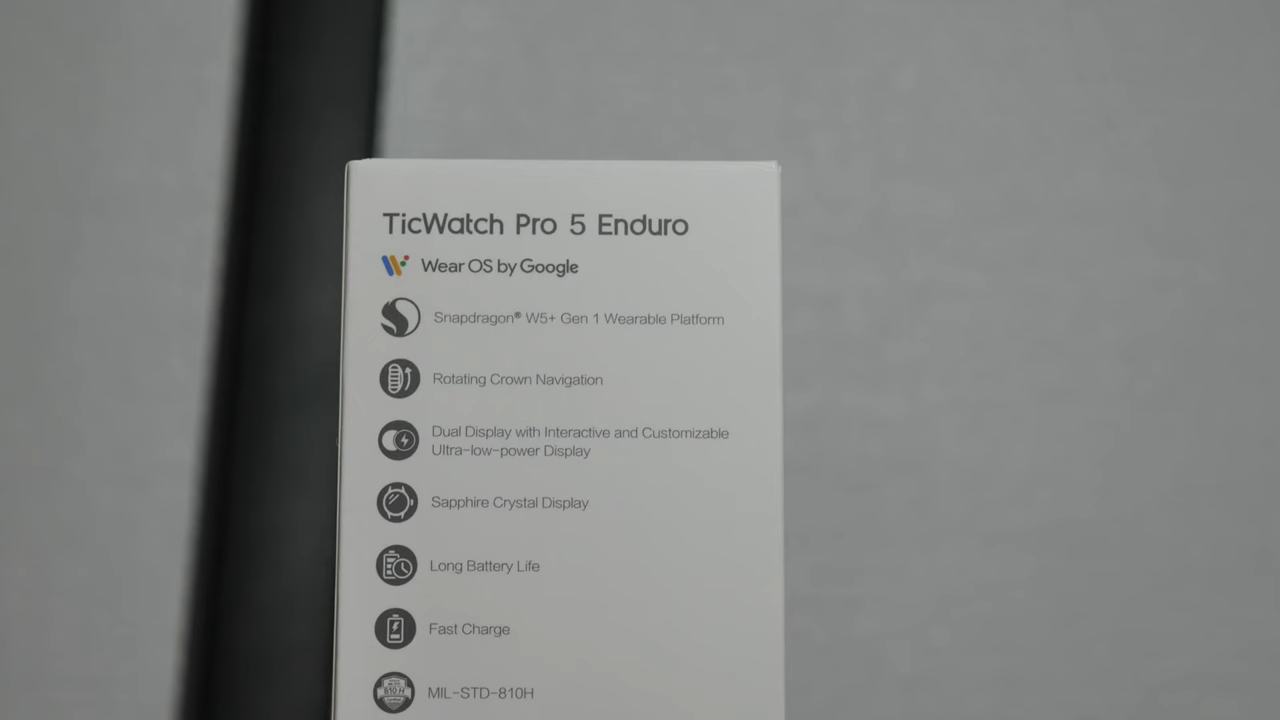 TicWatch Pro 5 Enduro
Wear OS by Google
Snapdragon® W5+ Gen 1 Wearable Platform
Rotating Crown Navigation
Dual Display with Interactive and Customizable
Ultra-low-power Display
Sapphire Crystal Display
Long Battery Life
Fast Charge
810 H
MIL-STD-810H